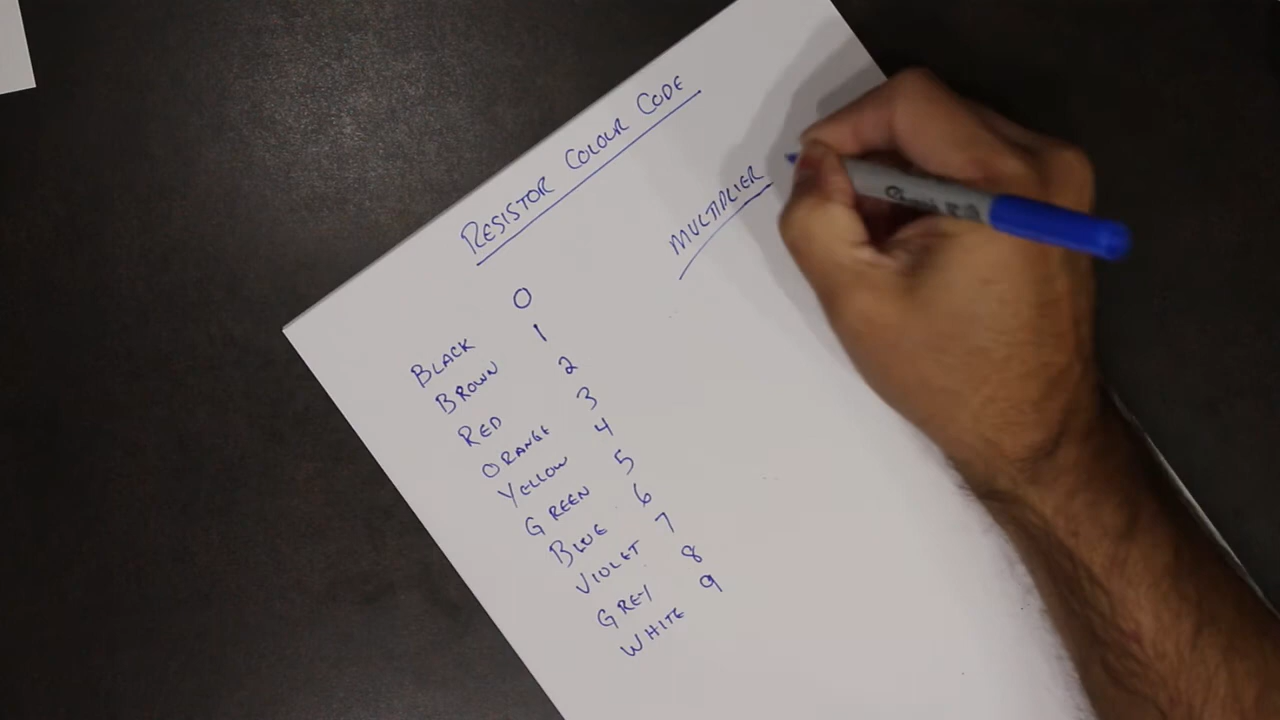 RESISTOR COLOUR CODE
MULTIPLIER
BLACK 0
BROWN 1
RED 2
ORANGE 3
YELLOW 4
GREEN 5
BLUE 6
VIOLET 7
GREY 8
WHITE 9